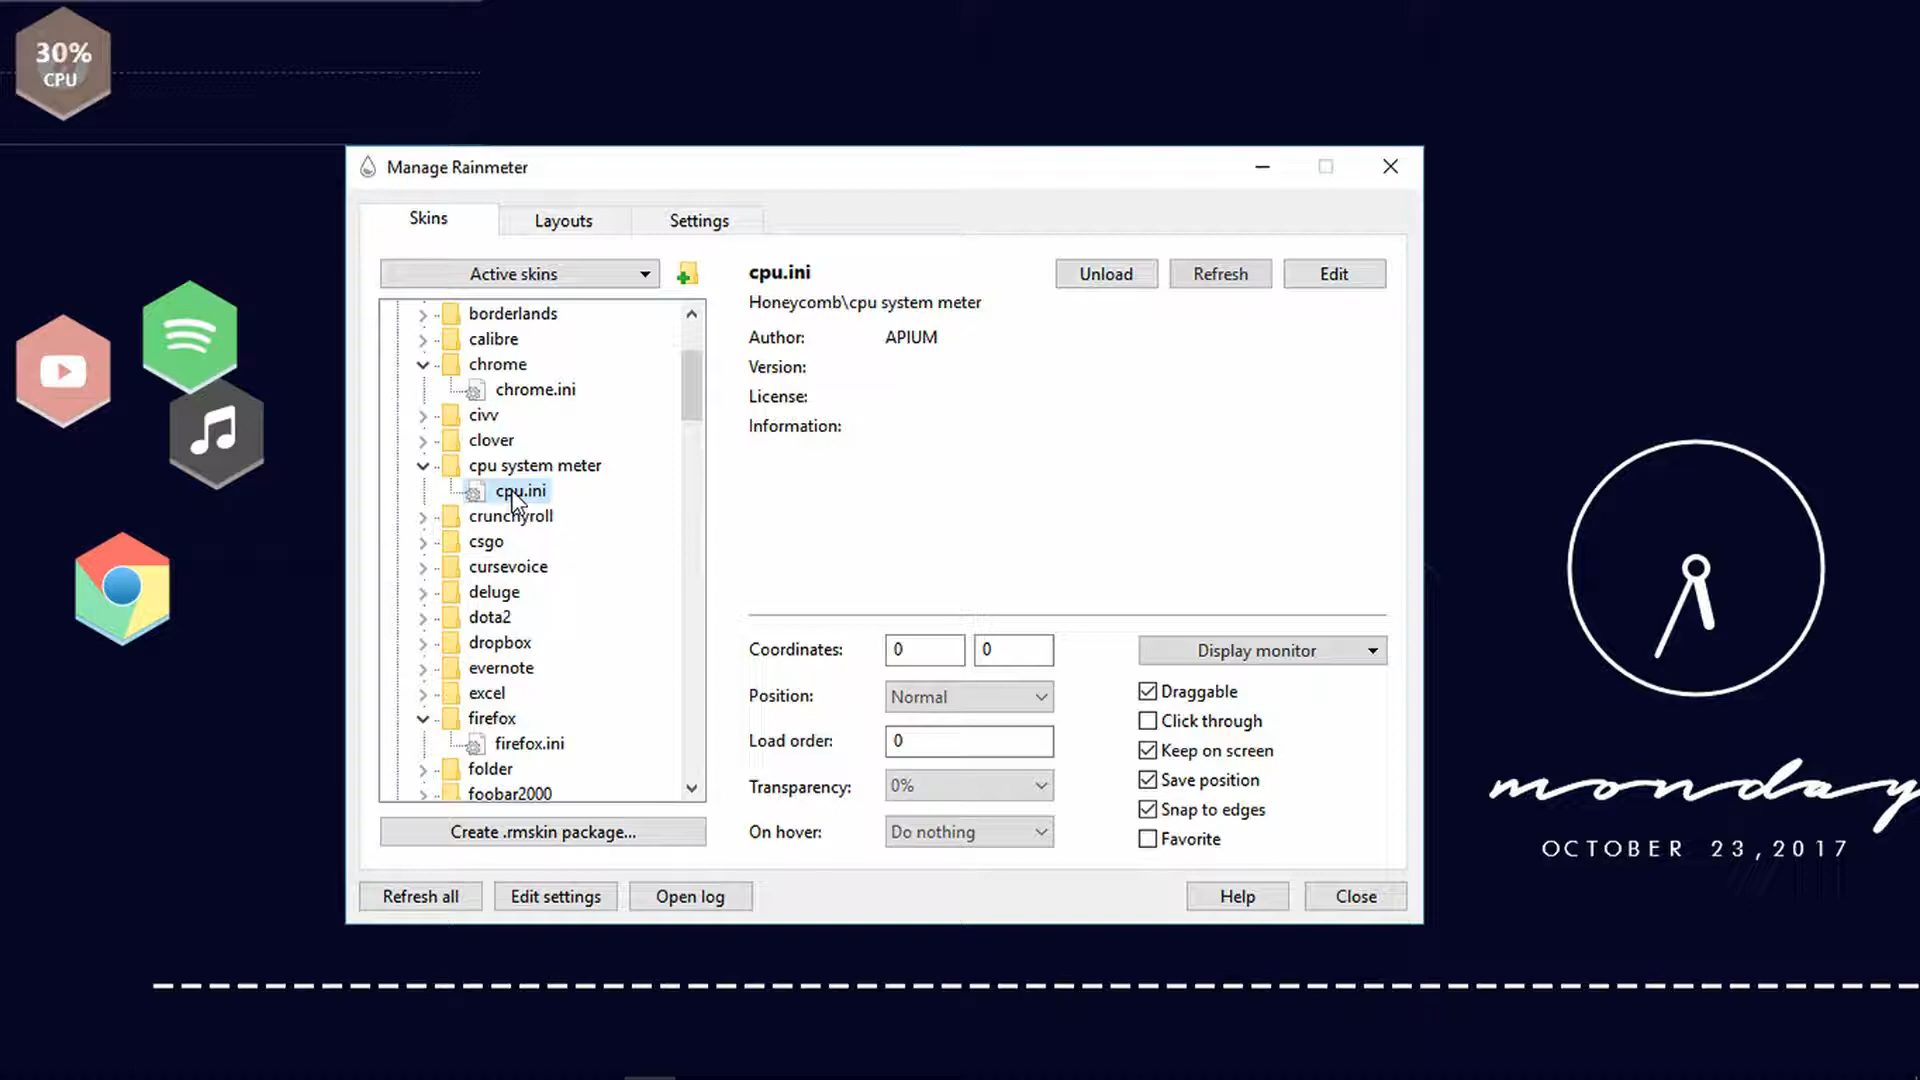 30%
CPU
Manage Rainmeter
Skins
Layouts
Settings
Active skins
borderlands
calibre
chrome
chrome.ini
civv
clover
cpu system meter
cpu.ini
crunchyroll
csgo
cursevoice
deluge
dota2
dropbox
evernote
excel
firefox
firefox.ini
folder
foobar2000
Create .rmskin package...
cpu.ini
Unload
Refresh
Edit
Honeycomb\cpu system meter
Author: APIUM
Version:
License:
Information:
Coordinates: 0 0
Position: Normal
Load order: 0
Transparency: 0%
On hover: Do nothing
Display monitor
Draggable
Click through
Keep on screen
Save position
Snap to edges
Favorite
Refresh all
Edit settings
Open log
Help
Close
monday
OCTOBER 23,2017